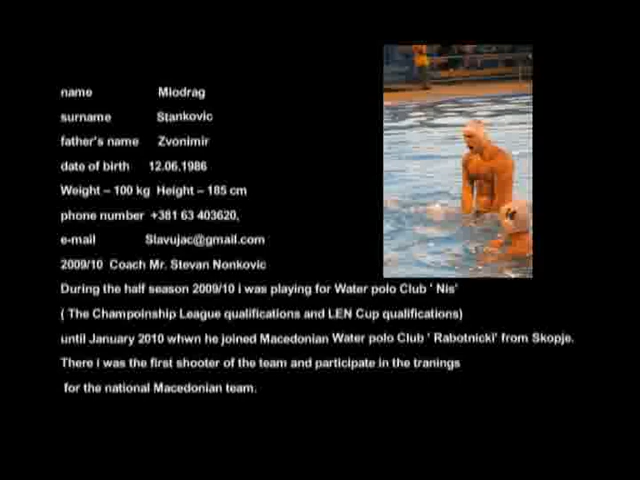 name Miodrag
surname Stankovic
father's name Zvonimir
date of birth 12.06.1986
Weight – 100 kg Height – 185 cm
phone number +381 63 403620,
e-mail Slavujac@gmail.com
2009/10 Coach Mr. Stevan Nonkovic
During the half season 2009/10 i was playing for Water polo Club ' Nis'
( The Champoinship League qualifications and LEN Cup qualifications)
until January 2010 whwn he joined Macedonian Water polo Club ' Rabotnicki' from Skopje.
There i was the first shooter of the team and participate in the tranings
for the national Macedonian team.